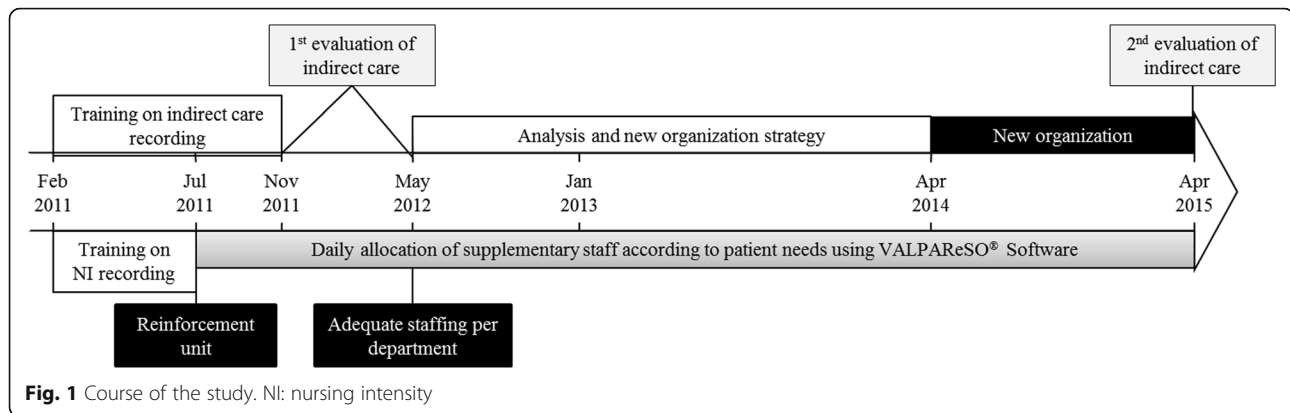 1st evaluation of
indirect care
2nd evaluation of
indirect care
Training on indirect care
recording
Analysis and new organization strategy
New organization
Feb
2011
Jul
2011
Nov
2011
May
2012
Jan
2013
Apr
2014
Apr
2015
Training on
NI recording
Daily allocation of supplementary staff according to patient needs using VALPAReSO® Software
Reinforcement
unit
Adequate staffing per
department
Fig. 1 Course of the study. NI: nursing intensity